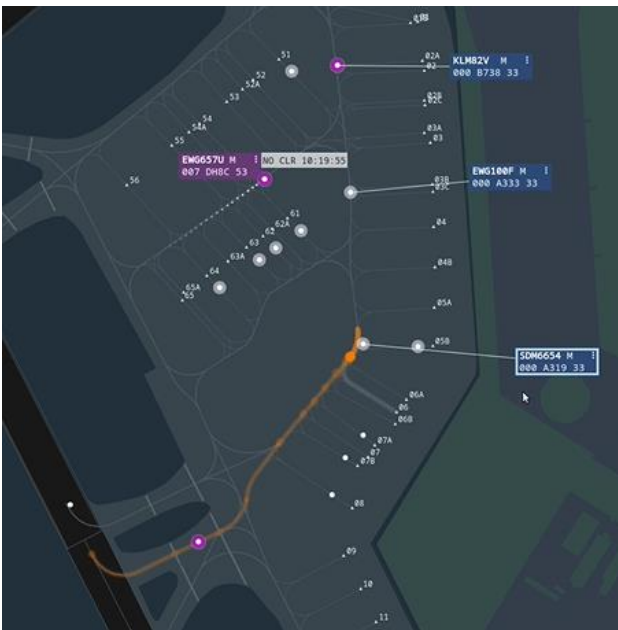 51
02A
02
KLM82V M
000 B738 33
52
52A
53
02B
02C
54
54A
55
03A
03
EWG657U M
007 DH8C 53
NO CLR 10:19:55
56
EWG100F M
000 A333 33
03B
03C
61
62A
62
04
63
63A
04B
64
65A
65
05A
05B
SDM6654 M
000 A319 33
06A
06
06B
07A
07
07B
08
09
10
11